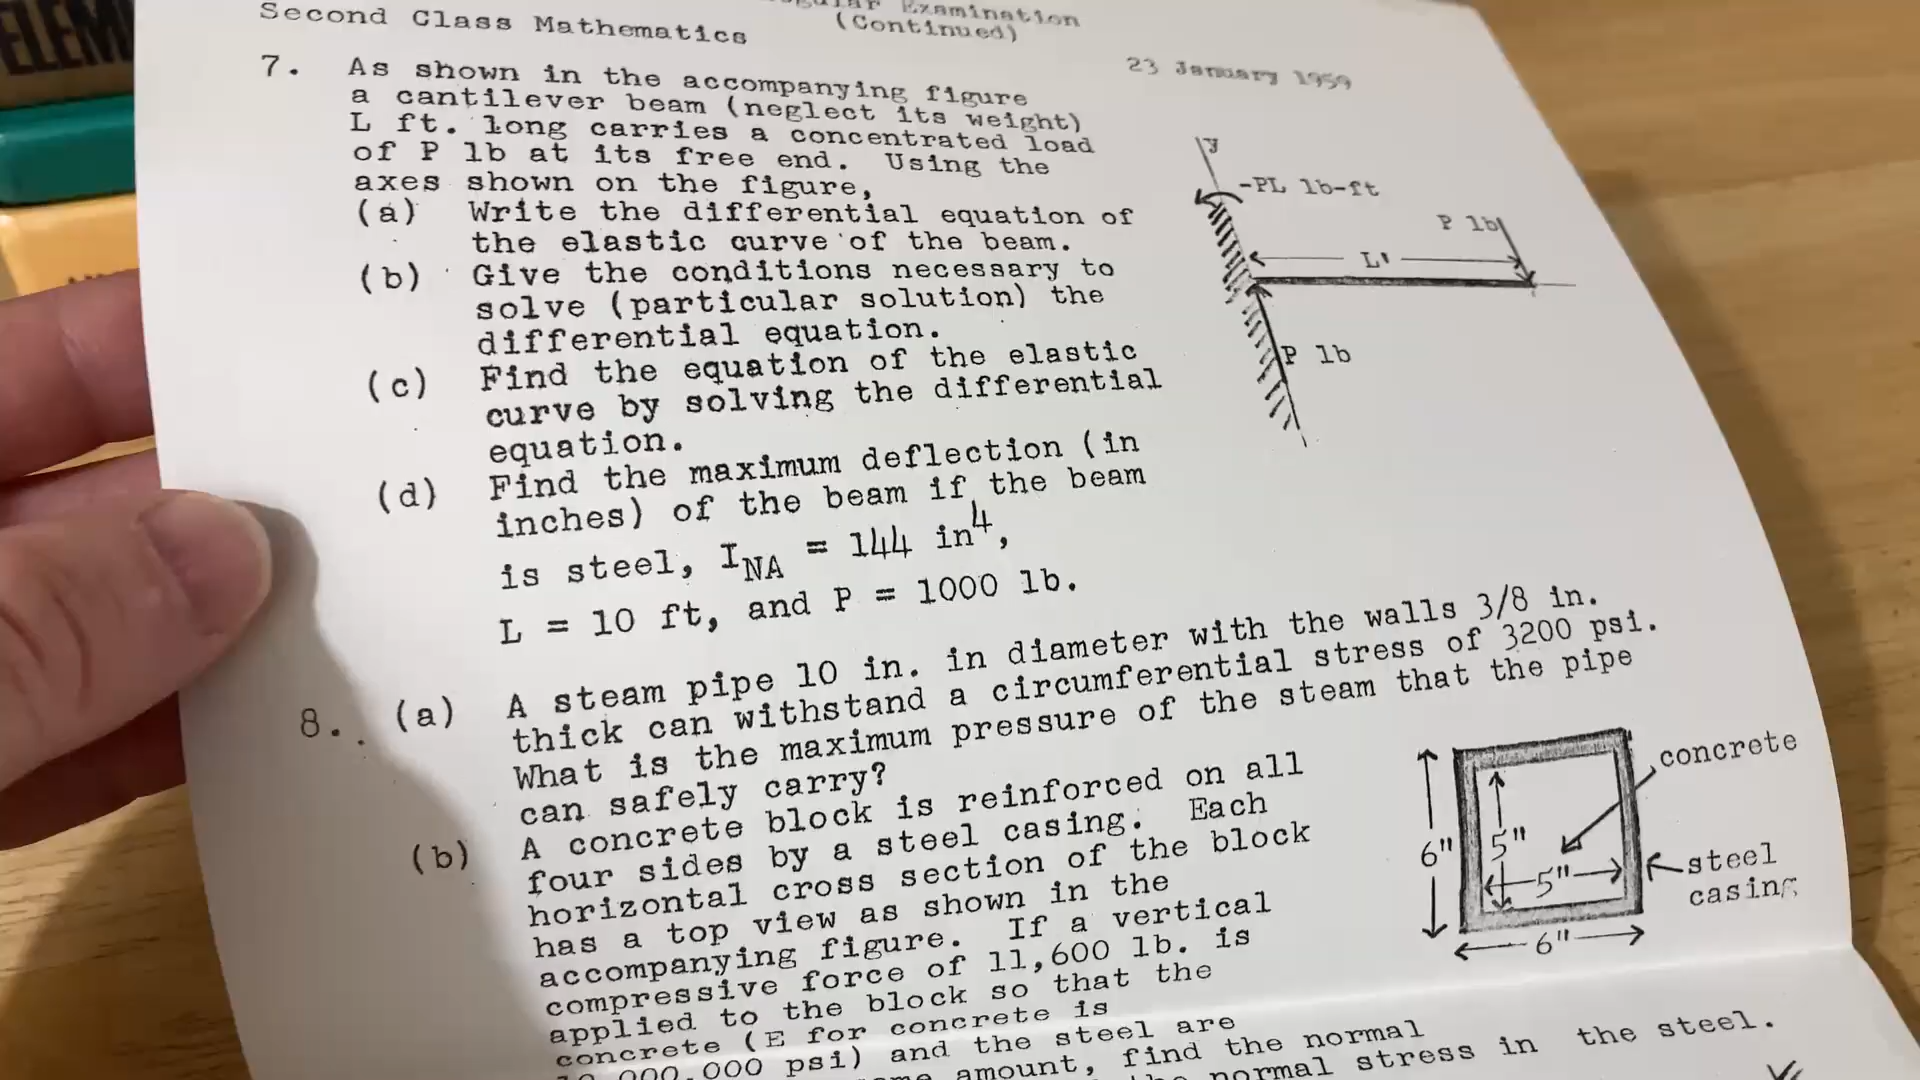 ELEM
Examination
Second Class Mathematics
(Continued)
23 January 1959
7. As shown in the accompanying figure
a cantilever beam (neglect its weight)
L ft. long carries a concentrated load
of P lb at its free end. Using the
axes shown on the figure,
(a) Write the differential equation of
the elastic curve of the beam.
(b) Give the conditions necessary to
solve (particular solution) the
differential equation.
(c) Find the equation of the elastic
curve by solving the differential
equation.
(d) Find the maximum deflection (in
inches) of the beam if the beam
is steel, I_NA = 144 in⁴,
L = 10 ft, and P = 1000 lb.
y
-PL lb-ft
P lb
L'
P lb
8. (a) A steam pipe 10 in. in diameter with the walls 3/8 in.
thick can withstand a circumferential stress of 3200 psi.
What is the maximum pressure of the steam that the pipe
can safely carry?
(b) A concrete block is reinforced on all
four sides by a steel casing. Each
horizontal cross section of the block
has a top view as shown in the
accompanying figure. If a vertical
compressive force of 11,600 lb. is
applied to the block so that the
concrete (E for concrete is
000,000 psi) and the steel are
amount, find the normal
normal stress in the steel.
concrete
6"
5"
5"
steel
casing
6"